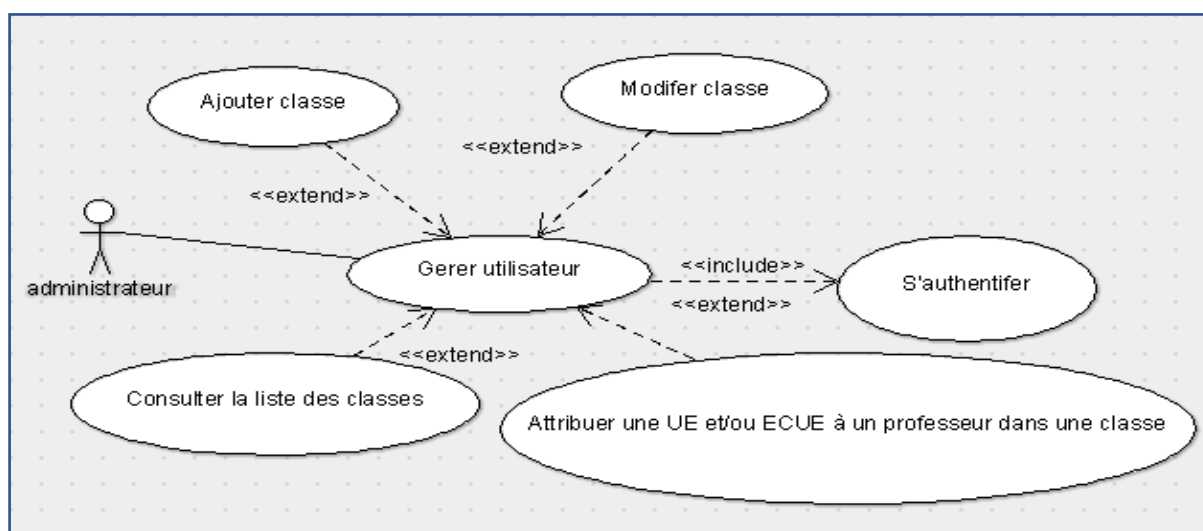 Ajouter classe
Modifer classe
<<extend>>
<<extend>>
administrateur
Gerer utilisateur
<<include>>
<<extend>>
S'authentifer
<<extend>>
Consulter la liste des classes
Attribuer une UE et/ou ECUE à un professeur dans une classe